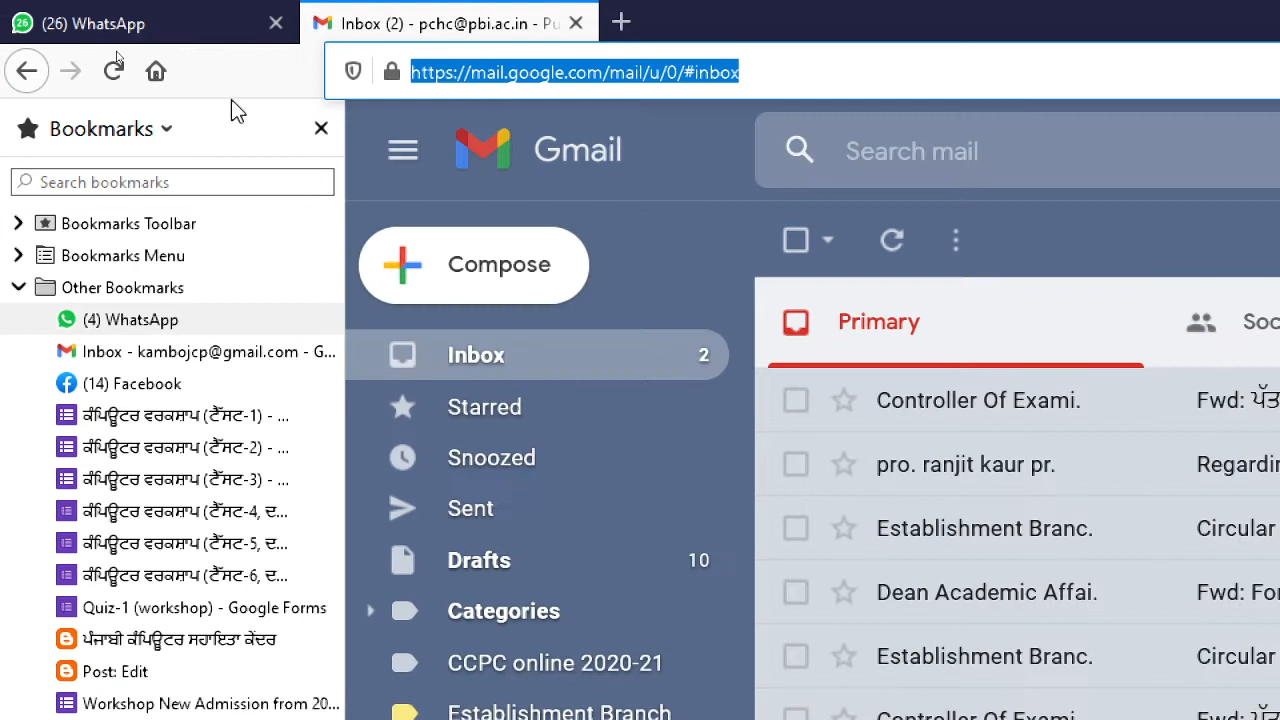 (26) WhatsApp
Inbox (2) - pchc@pbi.ac.in - Pu
https://mail.google.com/mail/u/0/#inbox
Bookmarks
Search bookmarks
Bookmarks Toolbar
Bookmarks Menu
Other Bookmarks
(4) WhatsApp
Inbox - kambojcp@gmail.com - G...
(14) Facebook
ਕੰਪਿਊਟਰ ਵਰਕਸ਼ਾਪ (ਟੈੱਸਟ-1) - ...
ਕੰਪਿਊਟਰ ਵਰਕਸ਼ਾਪ (ਟੈੱਸਟ-2) - ...
ਕੰਪਿਊਟਰ ਵਰਕਸ਼ਾਪ (ਟੈੱਸਟ-3) - ...
ਕੰਪਿਊਟਰ ਵਰਕਸ਼ਾਪ (ਟੈੱਸਟ-4, ਦ...
ਕੰਪਿਊਟਰ ਵਰਕਸ਼ਾਪ (ਟੈੱਸਟ-5, ਦ...
ਕੰਪਿਊਟਰ ਵਰਕਸ਼ਾਪ (ਟੈੱਸਟ-6, ਦ...
Quiz-1 (workshop) - Google Forms
ਪੰਜਾਬੀ ਕੰਪਿਊਟਰ ਸਹਾਇਤਾ ਕੇਂਦਰ
Post: Edit
Workshop New Admission from 20...
Gmail
Search mail
Compose
Inbox 2
Starred
Snoozed
Sent
Drafts 10
Categories
CCPC online 2020-21
Establishment Branch
Primary Soc
Controller Of Exami. Fwd: ਪੱਤ
pro. ranjit kaur pr. Regardin
Establishment Branc. Circular
Dean Academic Affai. Fwd: For
Establishment Branc. Circular
Controller Of Exami. Fwd: